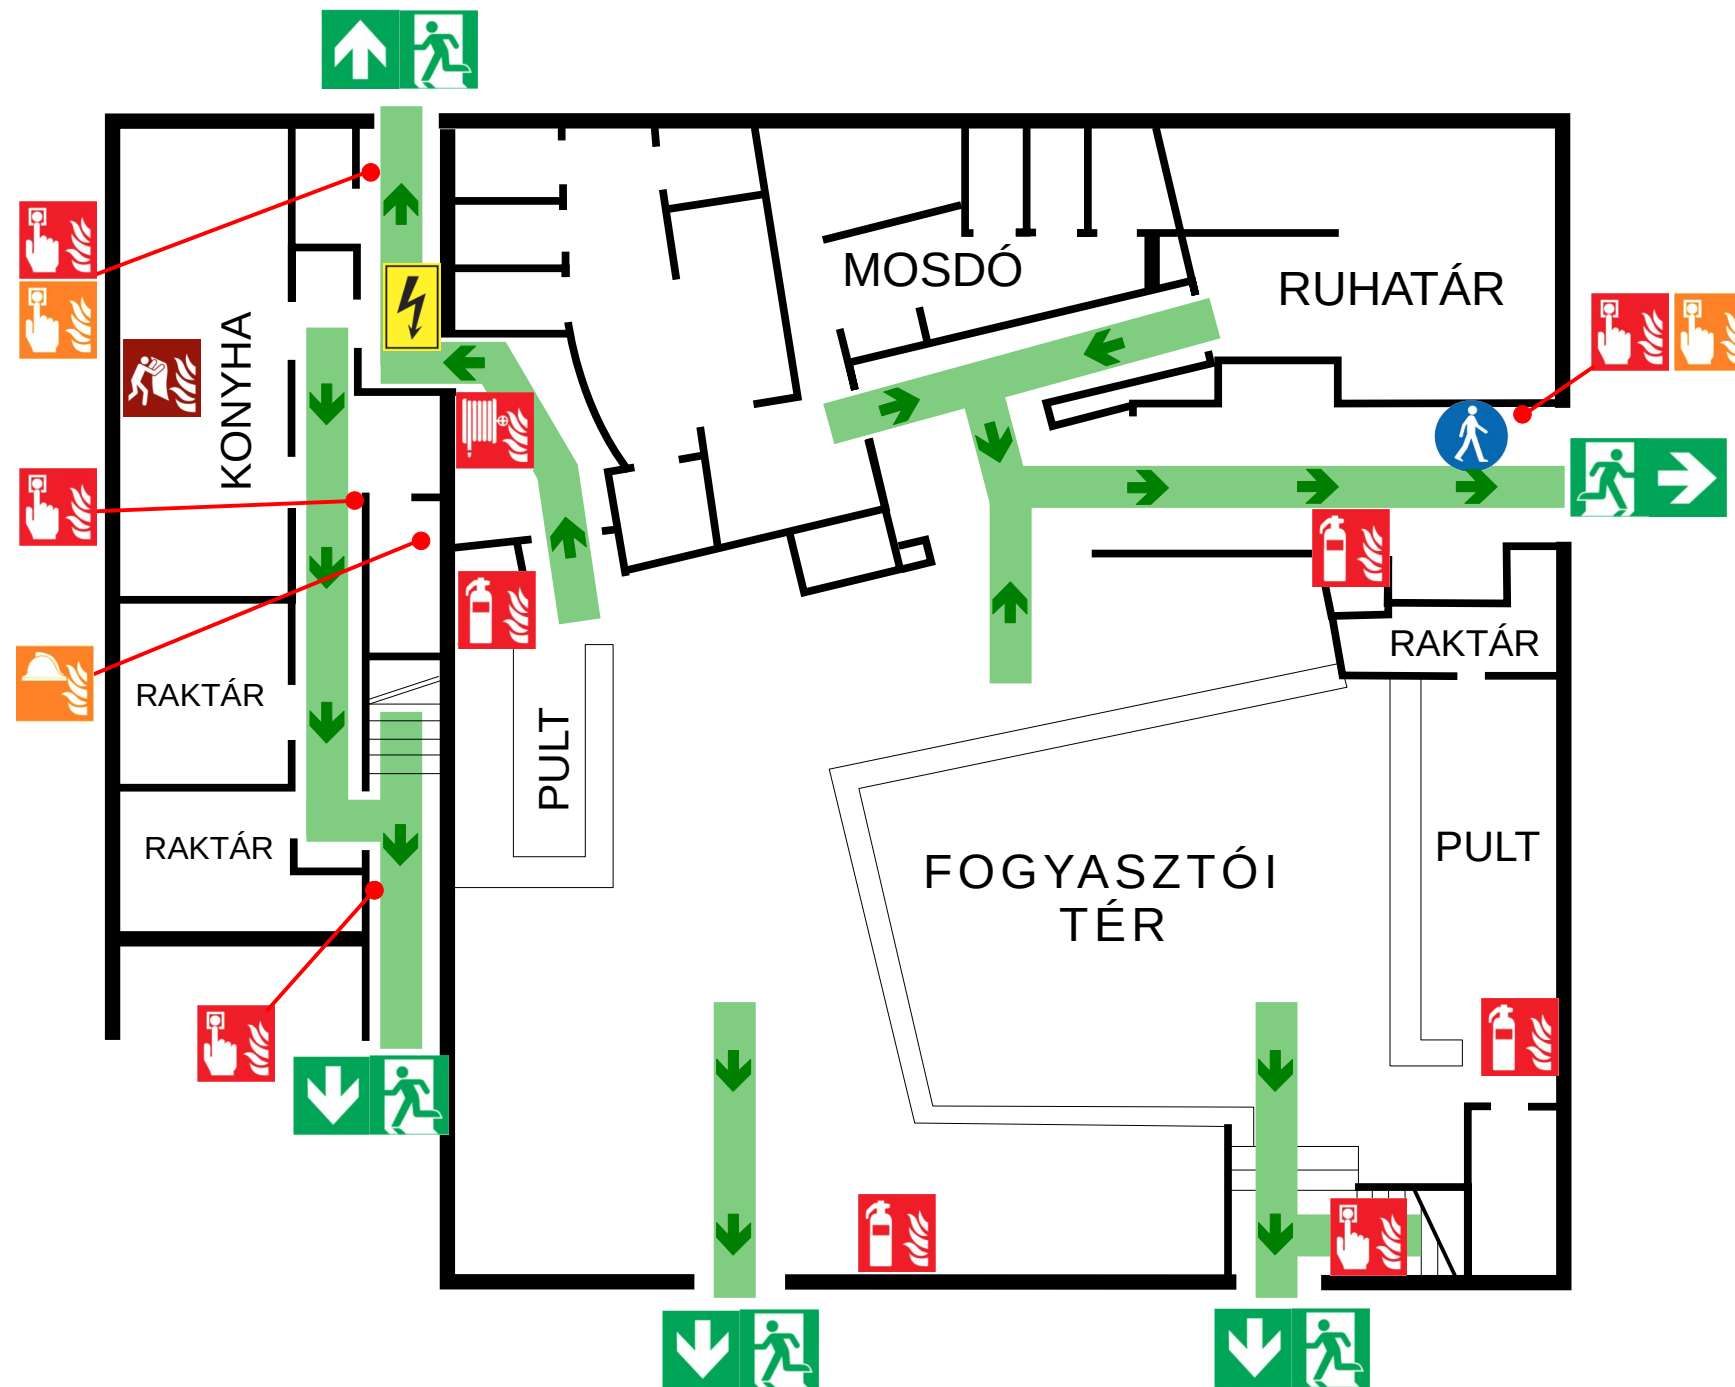 MOSDÓ
RUHATÁR
KONYHA
RAKTÁR
RAKTÁR
PULT
RAKTÁR
PULT
FOGYASZTÓI
TÉR